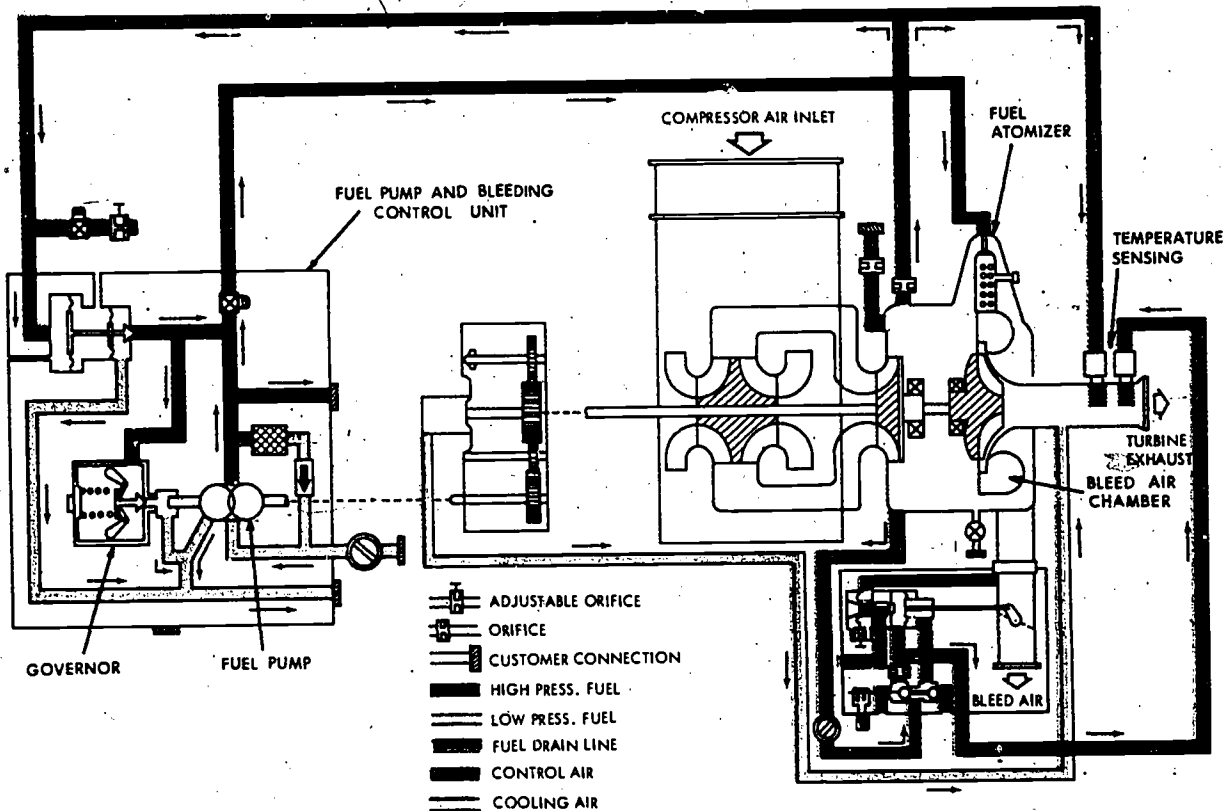 COMPRESSOR AIR INLET
FUEL
ATOMIZER
FUEL PUMP AND BLEEDING
CONTROL UNIT
TEMPERATURE
SENSING
TURBINE
EXHAUST
BLEED AIR
CHAMBER
GOVERNOR
FUEL PUMP
BLEED AIR
ADJUSTABLE ORIFICE
ORIFICE
CUSTOMER CONNECTION
HIGH PRESS. FUEL
LOW PRESS. FUEL
FUEL DRAIN LINE
CONTROL AIR
COOLING AIR